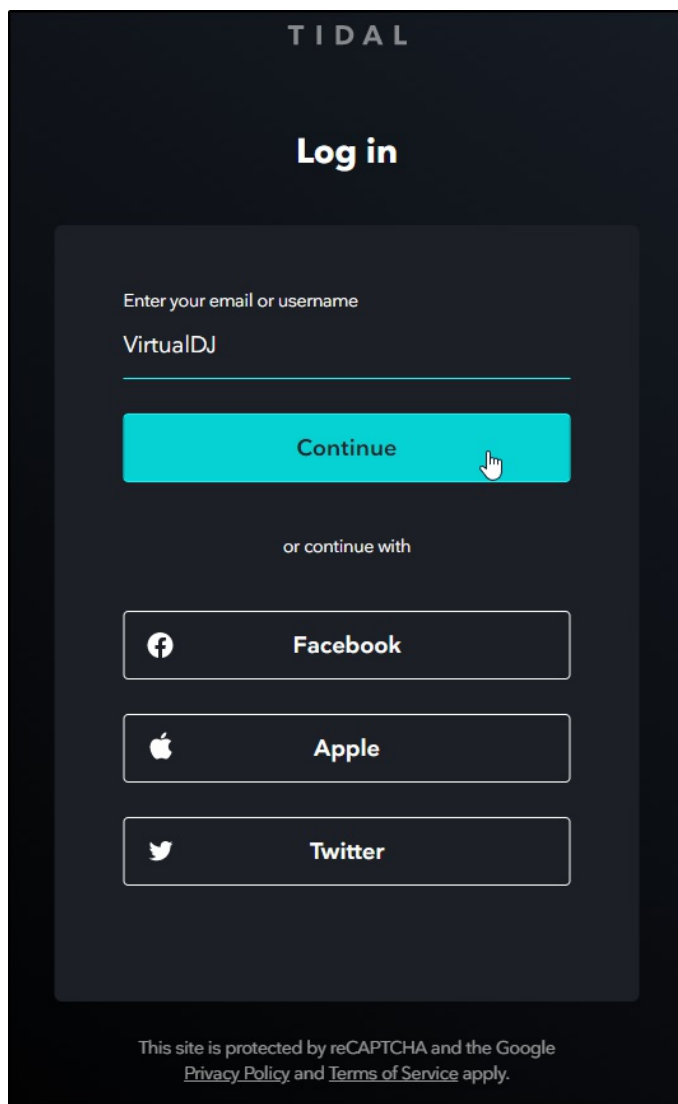 TIDAL
Log in
Enter your email or username
VirtualDJ
Continue
or continue with
Facebook
Apple
Twitter
This site is protected by reCAPTCHA and the Google
Privacy Policy and Terms of Service apply.